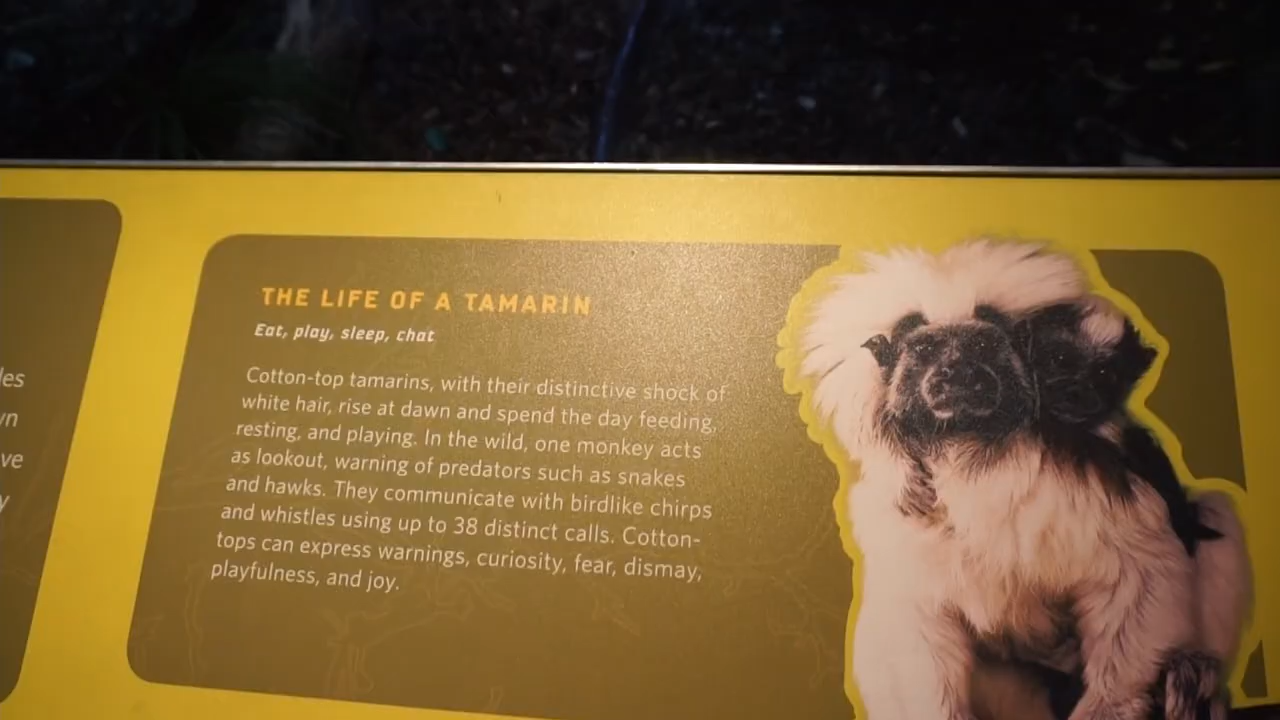 THE LIFE OF A TAMARIN
Eat, play, sleep, chat
Cotton-top tamarins, with their distinctive shock of
white hair, rise at dawn and spend the day feeding,
resting, and playing. In the wild, one monkey acts
as lookout, warning of predators such as snakes
and hawks. They communicate with birdlike chirps
and whistles using up to 38 distinct calls. Cotton-
tops can express warnings, curiosity, fear, dismay,
playfulness, and joy.